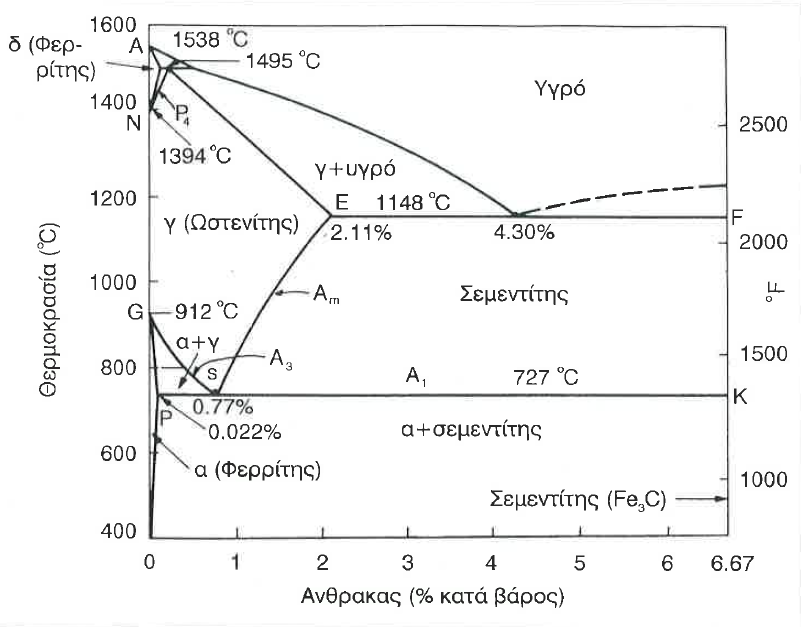 1600
δ (Φερ-
ρίτης)
A
1538 °C
1495 °C
Υγρό
1400
N
P₄
2500
1394 °C
γ+υγρό
1200
E
1148 °C
F
γ (Ωστενίτης)
2.11%
4.30%
2000
Θερμοκρασία (°C)
1000
Aₘ
Σεμεντίτης
°F
G
912 °C
α+γ
A₃
1500
800
s
A₁
727 °C
K
0.77%
P
0.022%
α+σεμεντίτης
600
α (Φερρίτης)
1000
Σεμεντίτης (Fe₃C)
400
0
1
2
3
4
5
6
6.67
Ανθρακας (% κατά βάρος)